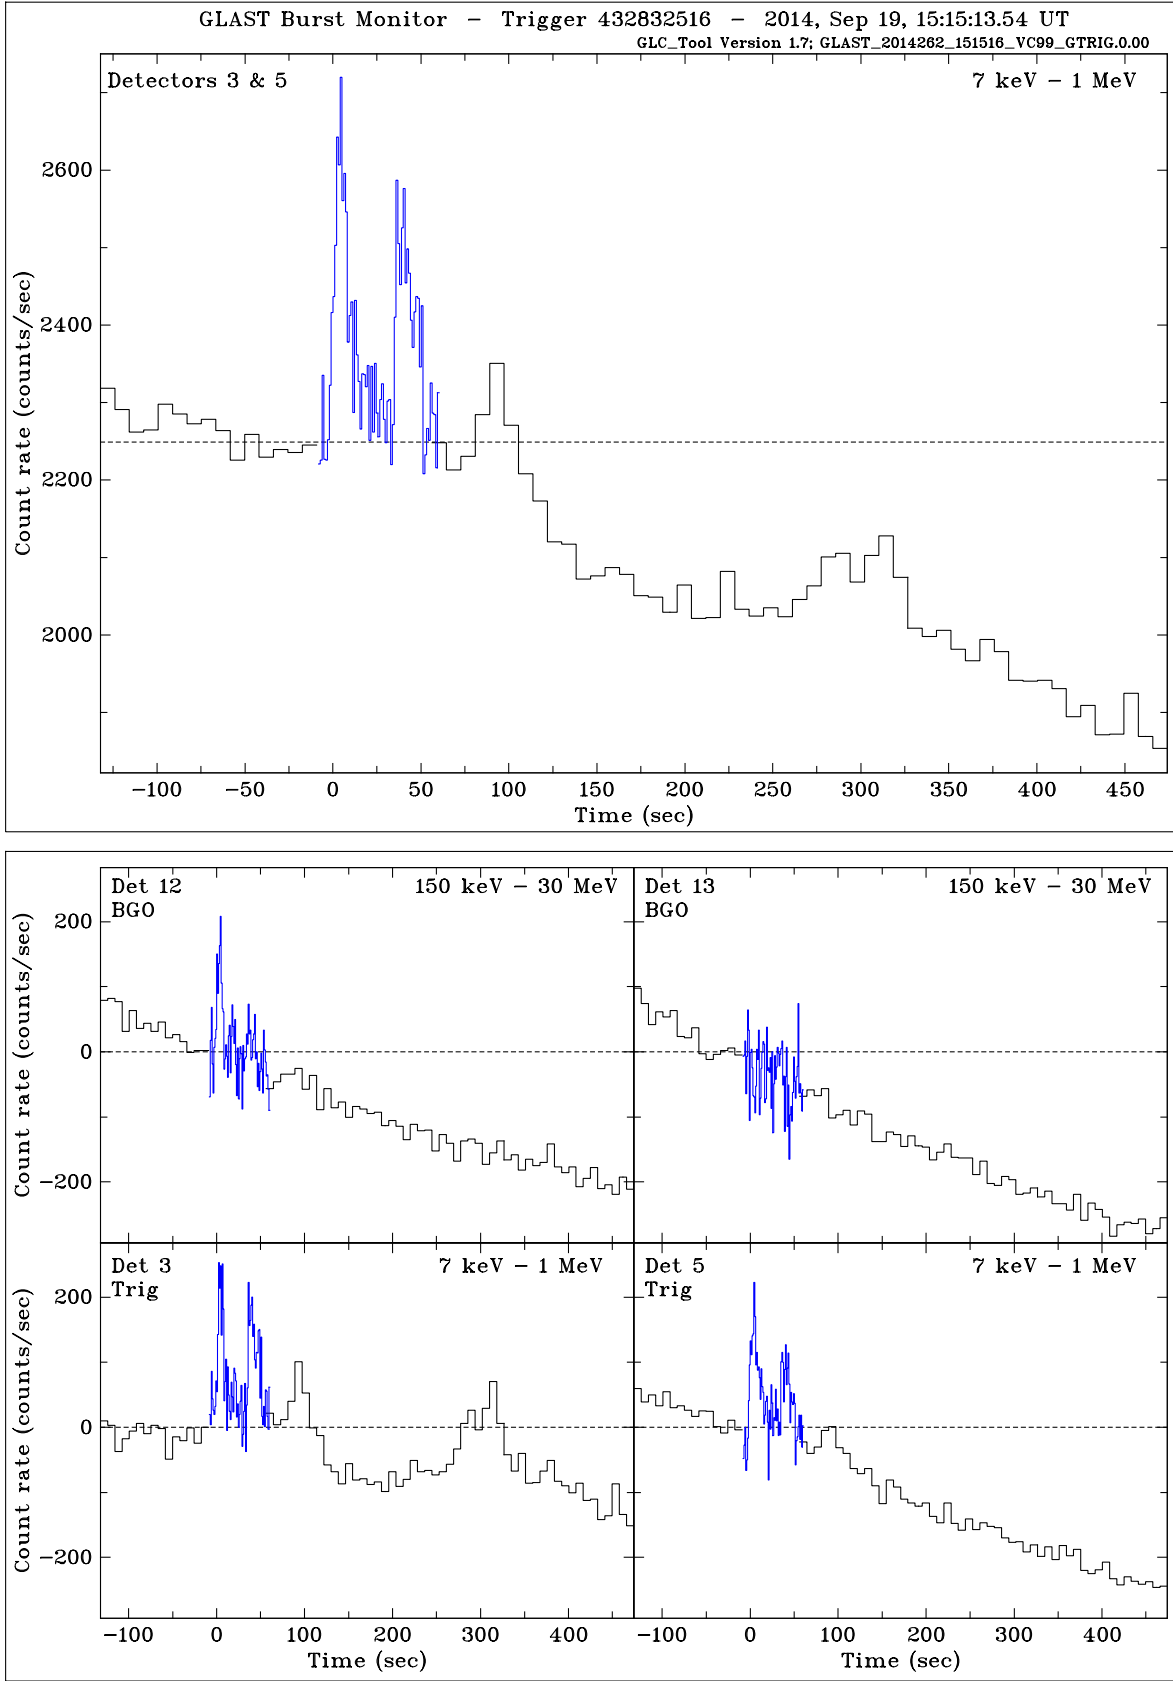 GLAST Burst Monitor − Trigger 432832516 − 2014, Sep 19, 15:15:13.54 UT
GLC_Tool Version 1.7; GLAST_2014262_151516_VC99_GTRIG.0.00
Detectors 3 & 5
7 keV − 1 MeV
Count rate (counts/sec)
2600
2400
2200
2000
−100 −50 0 50 100 150 200 250 300 350 400 450
Time (sec)
Det 12
BGO
150 keV − 30 MeV
Det 13
BGO
150 keV − 30 MeV
Count rate (counts/sec)
200
0
−200
Det 3
Trig
7 keV − 1 MeV
Det 5
Trig
7 keV − 1 MeV
Count rate (counts/sec)
200
0
−200
−100 0 100 200 300 400
−100 0 100 200 300 400
Time (sec)
Time (sec)